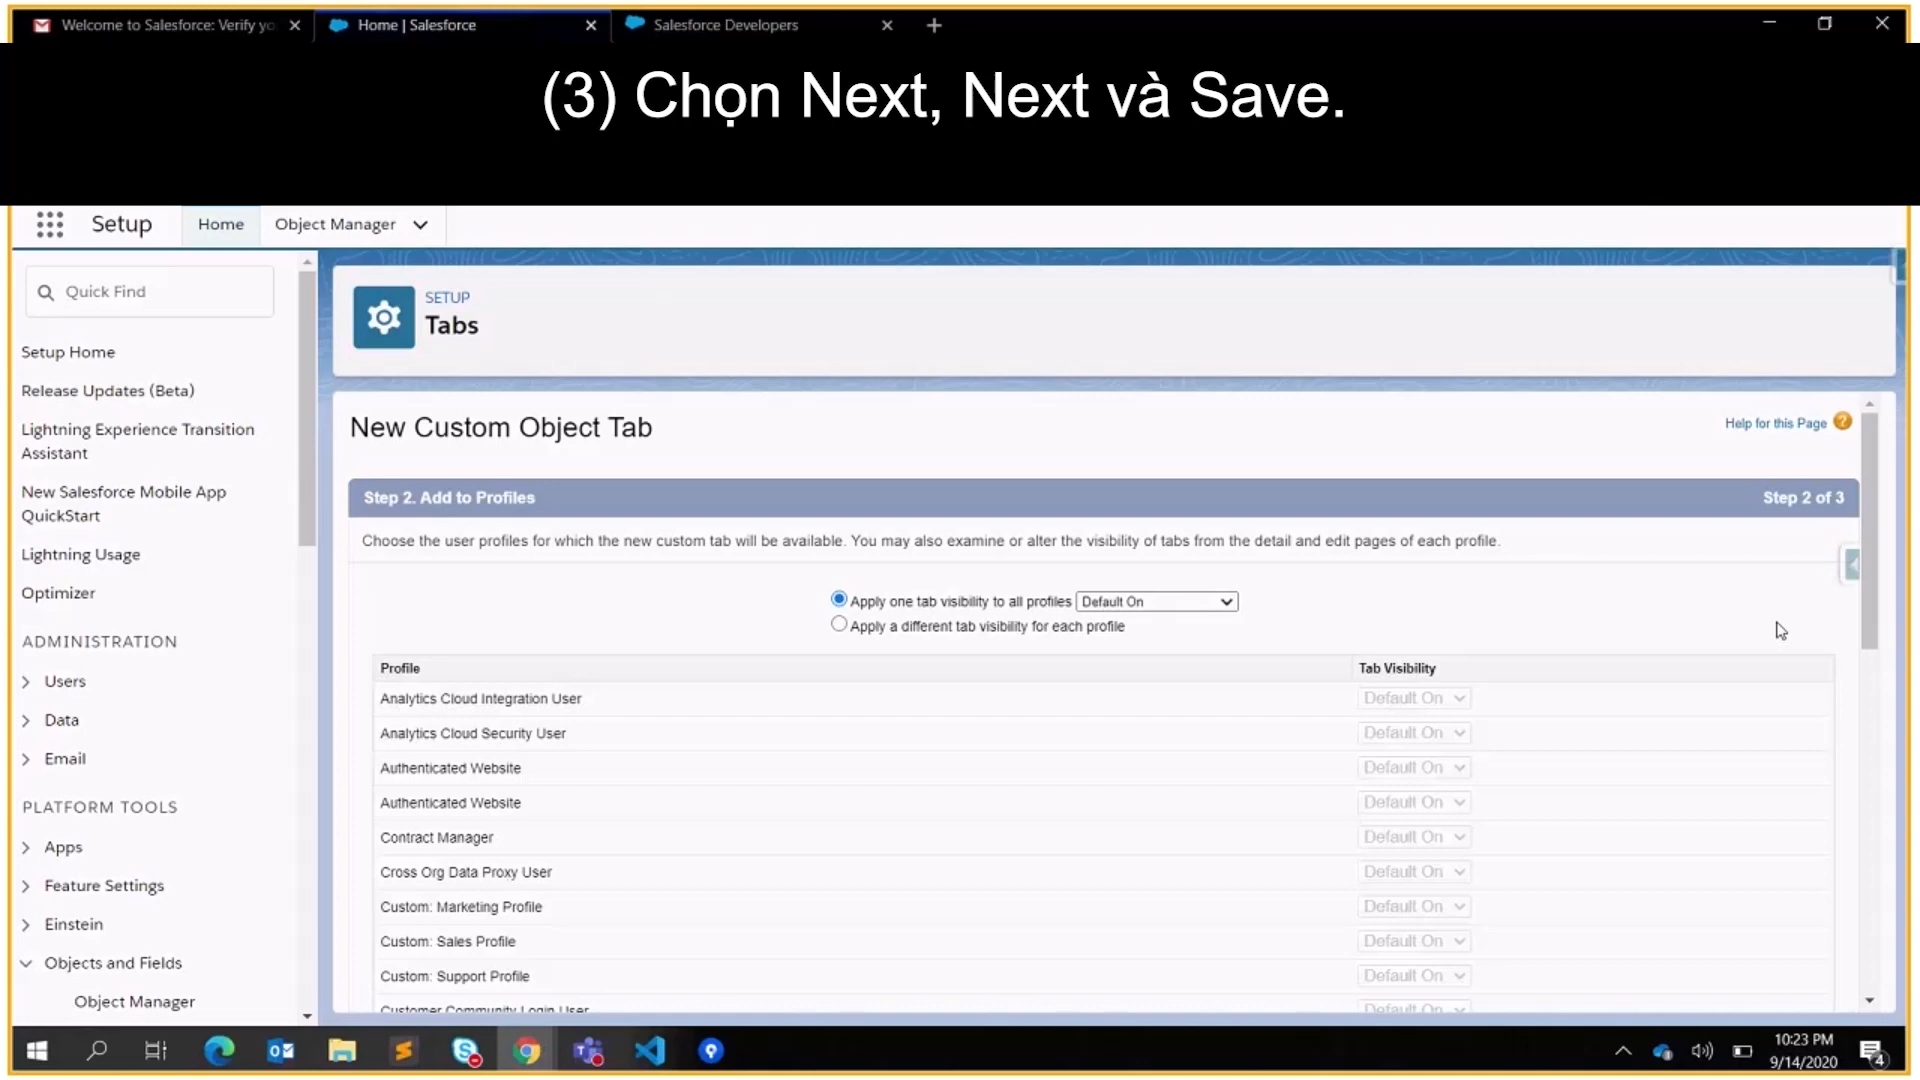 Welcome to Salesforce: Verify yo
Home | Salesforce
Salesforce Developers
(3) Chọn Next, Next và Save.
Setup
Home
Object Manager
Quick Find
Setup Home
Release Updates (Beta)
Lightning Experience Transition
Assistant
New Salesforce Mobile App
QuickStart
Lightning Usage
Optimizer
ADMINISTRATION
Users
Data
Email
PLATFORM TOOLS
Apps
Feature Settings
Einstein
Objects and Fields
Object Manager
SETUP
Tabs
New Custom Object Tab
Help for this Page ?
Step 2. Add to Profiles
Step 2 of 3
Choose the user profiles for which the new custom tab will be available. You may also examine or alter the visibility of tabs from the detail and edit pages of each profile.
Apply one tab visibility to all profiles Default On
Apply a different tab visibility for each profile
Profile Tab Visibility
Analytics Cloud Integration User Default On
Analytics Cloud Security User Default On
Authenticated Website Default On
Authenticated Website Default On
Contract Manager Default On
Cross Org Data Proxy User Default On
Custom: Marketing Profile Default On
Custom: Sales Profile Default On
Custom: Support Profile Default On
Customer Community Login User Default On
10:23 PM
9/14/2020
4